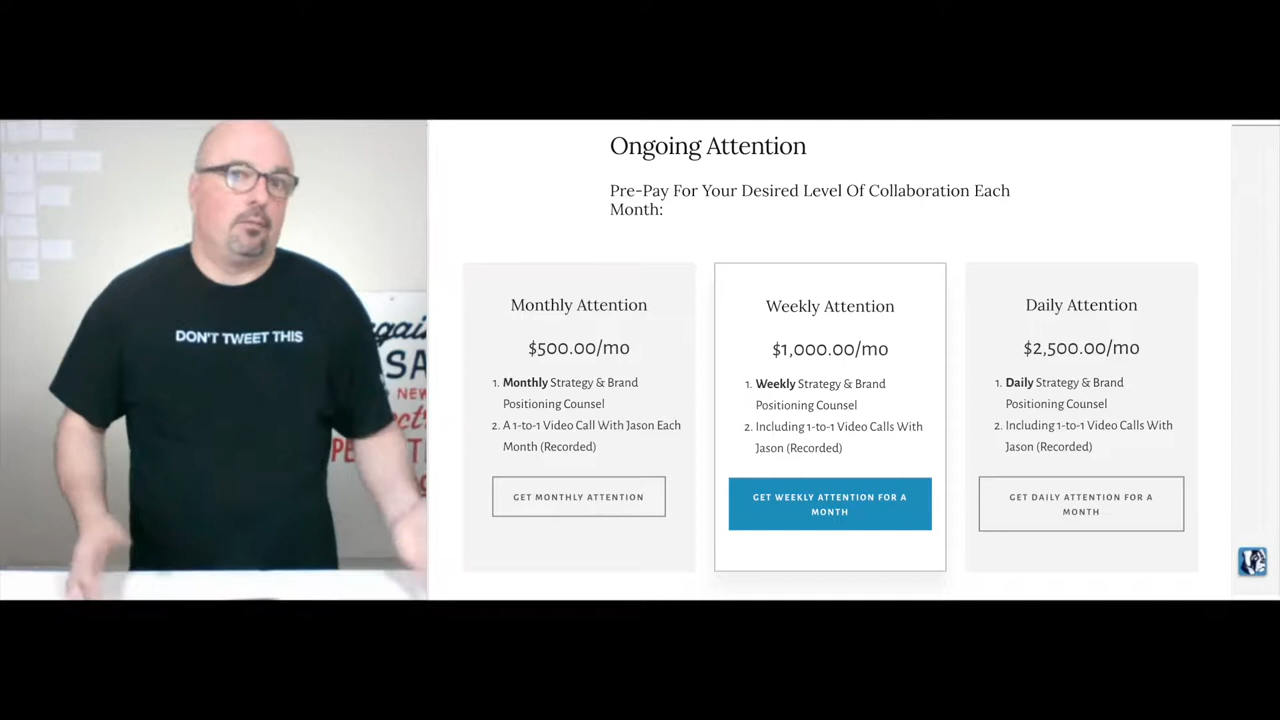 DON'T TWEET THIS
Ongoing Attention
Pre-Pay For Your Desired Level Of Collaboration Each
Month:
Monthly Attention
$500.00/mo
1. Monthly Strategy & Brand
Positioning Counsel
2. A 1-to-1 Video Call With Jason Each
Month (Recorded)
GET MONTHLY ATTENTION
Weekly Attention
$1,000.00/mo
1. Weekly Strategy & Brand
Positioning Counsel
2. Including 1-to-1 Video Calls With
Jason (Recorded)
GET WEEKLY ATTENTION FOR A
MONTH
Daily Attention
$2,500.00/mo
1. Daily Strategy & Brand
Positioning Counsel
2. Including 1-to-1 Video Calls With
Jason (Recorded)
GET DAILY ATTENTION FOR A
MONTH